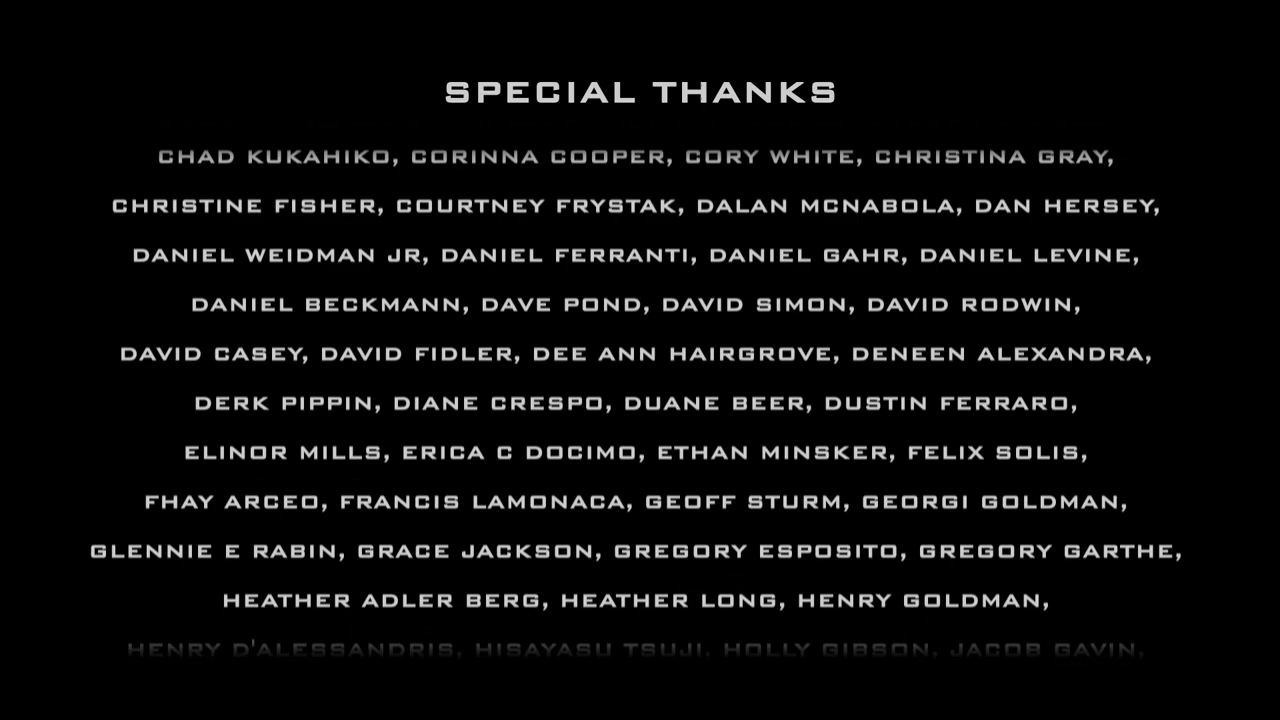 SPECIAL THANKS
CHAD KUKAHIKO, CORINNA COOPER, CORY WHITE, CHRISTINA GRAY,
CHRISTINE FISHER, COURTNEY FRYSTAK, DALAN MCNABOLA, DAN HERSEY,
DANIEL WEIDMAN JR, DANIEL FERRANTI, DANIEL GAHR, DANIEL LEVINE,
DANIEL BECKMANN, DAVE POND, DAVID SIMON, DAVID RODWIN,
DAVID CASEY, DAVID FIDLER, DEE ANN HAIRGROVE, DENEEN ALEXANDRA,
DERK PIPPIN, DIANE CRESPO, DUANE BEER, DUSTIN FERRARO,
ELINOR MILLS, ERICA C DOCIMO, ETHAN MINSKER, FELIX SOLIS,
FHAY ARCEO, FRANCIS LAMONACA, GEOFF STURM, GEORGI GOLDMAN,
GLENNIE E RABIN, GRACE JACKSON, GREGORY ESPOSITO, GREGORY GARTHE,
HEATHER ADLER BERG, HEATHER LONG, HENRY GOLDMAN,
HENRY D'ALESSANDRIS, HISAYASU TSUJI, HOLLY GIBSON, JACOB GAVIN,